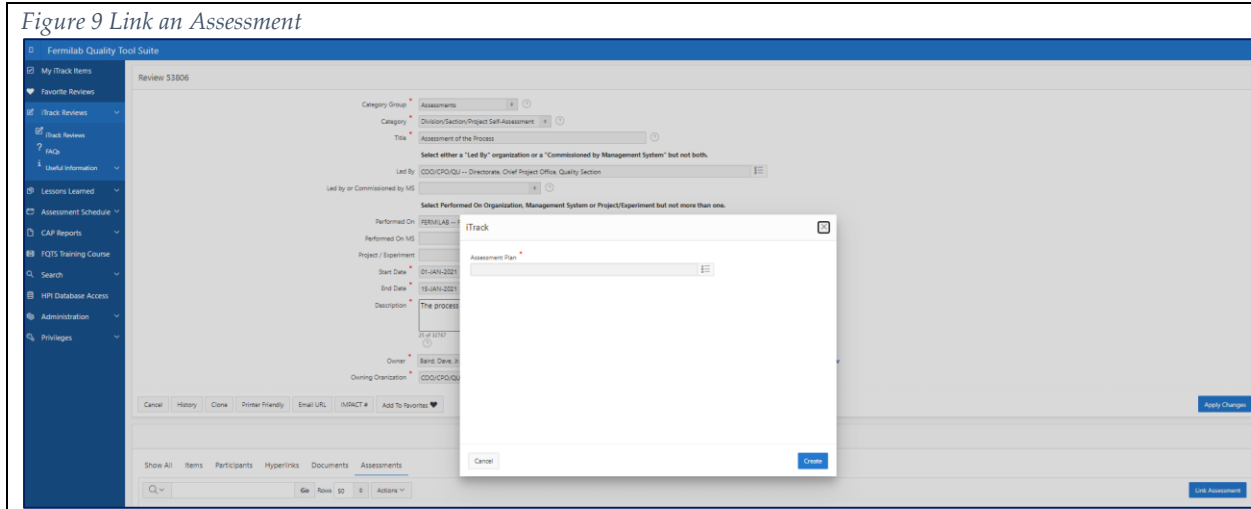 Figure 9 Link an Assessment
Fermilab Quality Tool Suite
My iTrack Items
Favorite Reviews
iTrack Reviews
iTrack Reviews
FAQs
Useful Information
Lessons Learned
Assessment Schedule
CAP Reports
FQTS Training Course
Search
HPI Database Access
Administration
Privileges
Review 53806
Category Group * Assessments
Category * Division/Section/Project Self-Assessment
Title * Assessment of the Process
Select either a "Led By" organization or a "Commissioned by Management System" but not both.
Led By CDO/CPO/QU -- Directorate, Chief Project Office, Quality Section
Led by or Commissioned by MS
Select Performed On Organization, Management System or Project/Experiment but not more than one.
Performed On FERMILAB --
Performed On MS
Project / Experiment
Start Date * 01-JAN-2021
End Date * 15-JAN-2021
Description * The process
of 32767
Owner * Baird, Dave, Jr
Owning Oranization * CDO/CPO/QU
iTrack
Assessment Plan *
Cancel Create
Cancel History Clone Printer Friendly Email URL IMPACT # Add To Favorites Apply Changes
Show All Items Participants Hyperlinks Documents Assessments
Go Rows 50 Actions Link Assessment